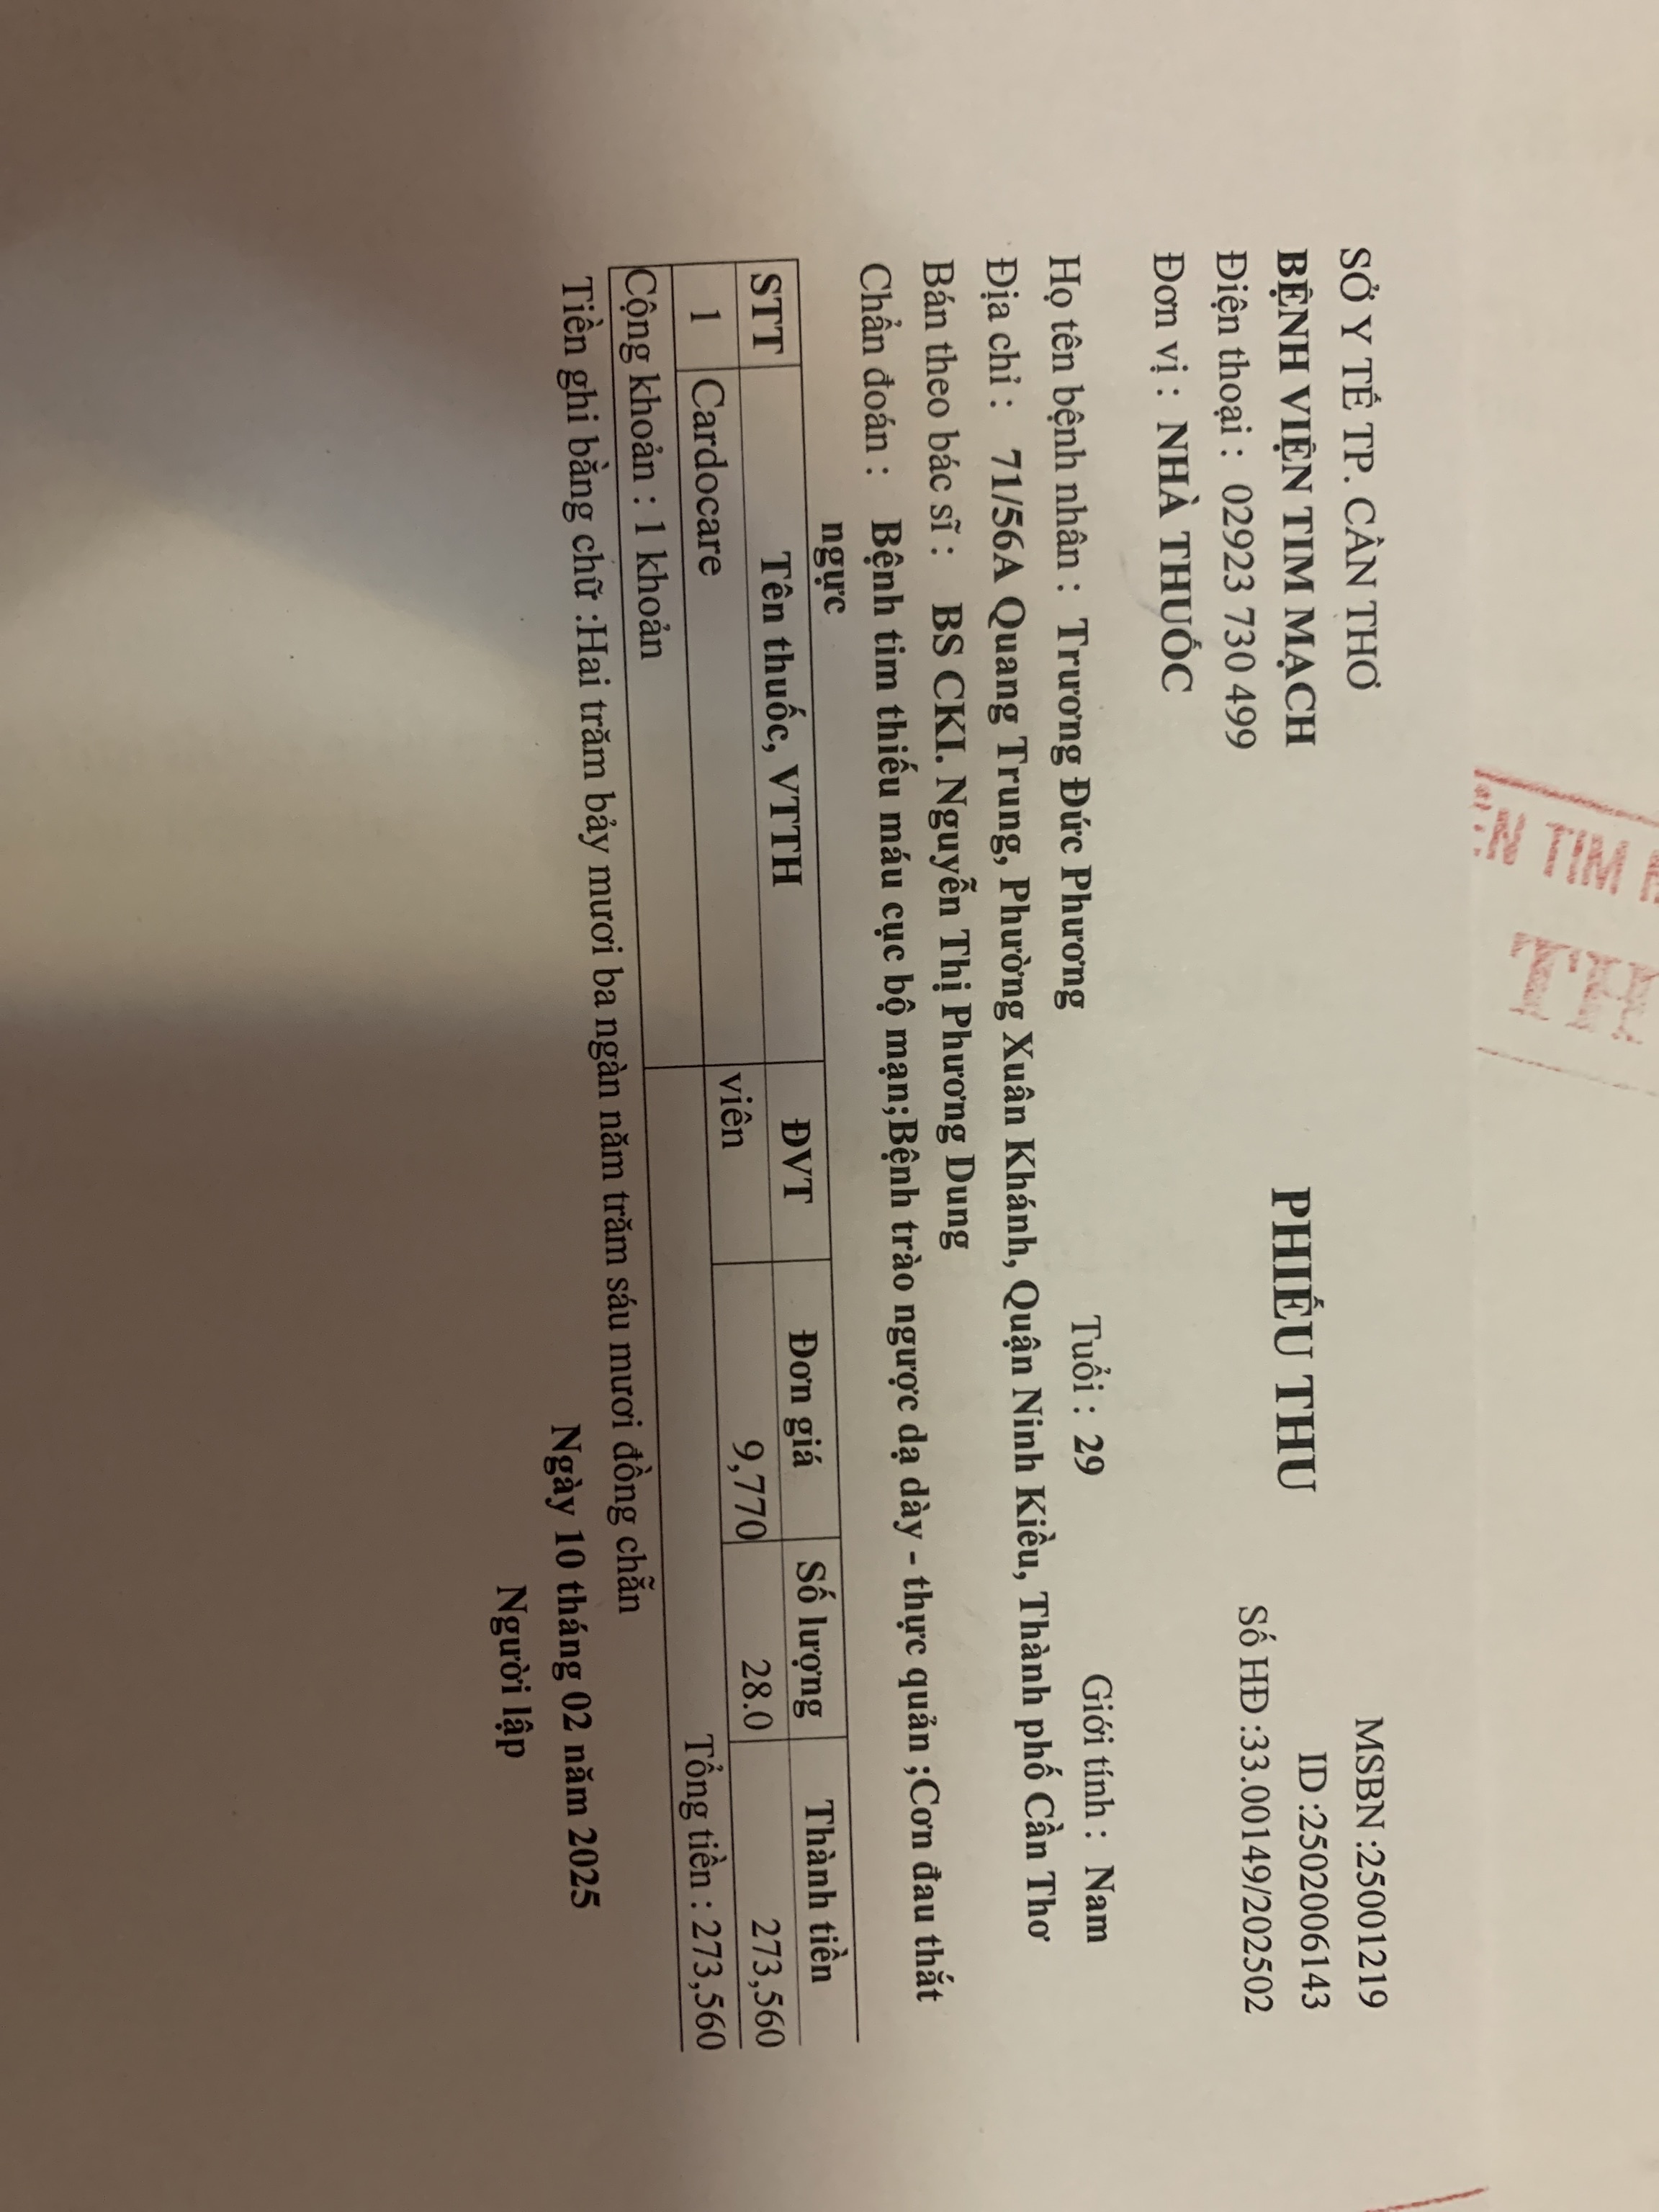 SỞ Y TẾ TP. CẦN THƠ
BỆNH VIỆN TIM MẠCH
Điện thoại : 02923 730 499
Đơn vị : NHÀ THUỐC
TIM
TH
PHIẾU THU
MSBN :25001219
ID :2502006143
Số HĐ :33.00149/202502
Họ tên bệnh nhân : Trương Đức Phương Tuổi : 29 Giới tính : Nam
Địa chỉ : 71/56A Quang Trung, Phường Xuân Khánh, Quận Ninh Kiều, Thành phố Cần Thơ
Bán theo bác sĩ : BS CKI. Nguyễn Thị Phương Dung
Chẩn đoán : Bệnh tim thiếu máu cục bộ mạn;Bệnh trào ngược dạ dày - thực quản ;Cơn đau thắt
ngực
STT Tên thuốc, VTTH ĐVT Đơn giá Số lượng Thành tiền
1 Cardocare viên 9,770 28.0 273,560
Cộng khoản : 1 khoản Tổng tiền : 273,560
Tiền ghi bằng chữ :Hai trăm bảy mươi ba ngàn năm trăm sáu mươi đồng chẵn
Ngày 10 tháng 02 năm 2025
Người lập